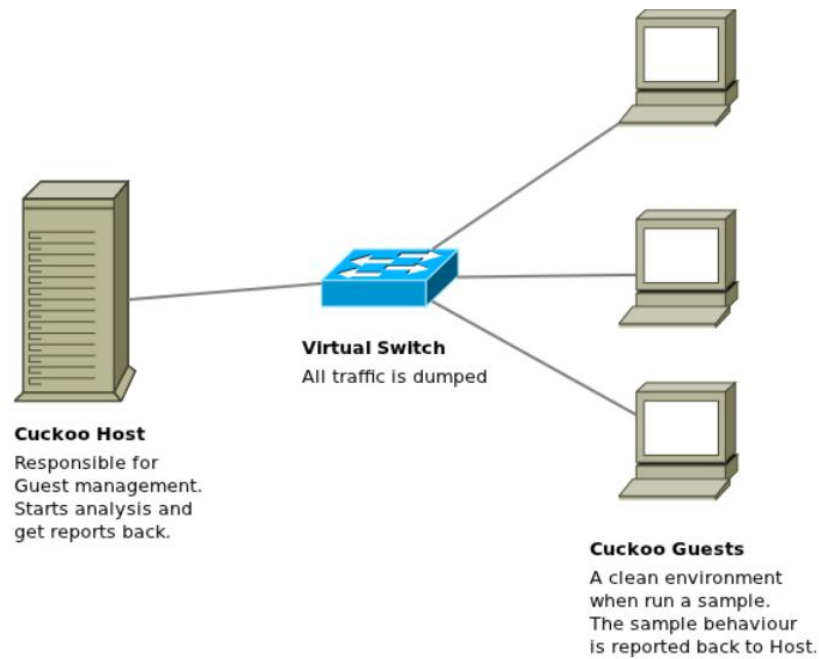 Virtual Switch
All traffic is dumped
Cuckoo Host
Responsible for
Guest management.
Starts analysis and
get reports back.
Cuckoo Guests
A clean environment
when run a sample.
The sample behaviour
is reported back to Host.